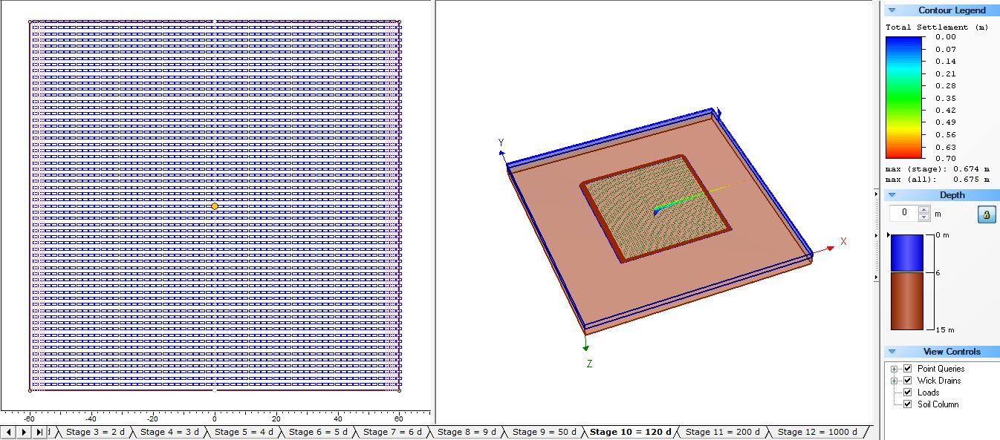 Contour Legend
Total Settlement (m)
0.00
0.07
0.14
0.21
0.28
0.35
0.42
0.49
0.56
0.63
0.70
max (stage): 0.674 m
max (all): 0.675 m
Depth
0 m
0 m
6
15 m
View Controls
Point Queries
Wick Drains
Loads
Soil Column
Y
X
Z
-60 -40 -20 0 20 40 60
d Stage 3 = 2 d Stage 4 = 3 d Stage 5 = 4 d Stage 6 = 5 d Stage 7 = 6 d Stage 8 = 9 d Stage 9 = 50 d Stage 10 = 120 d Stage 11 = 200 d Stage 12 = 1000 d